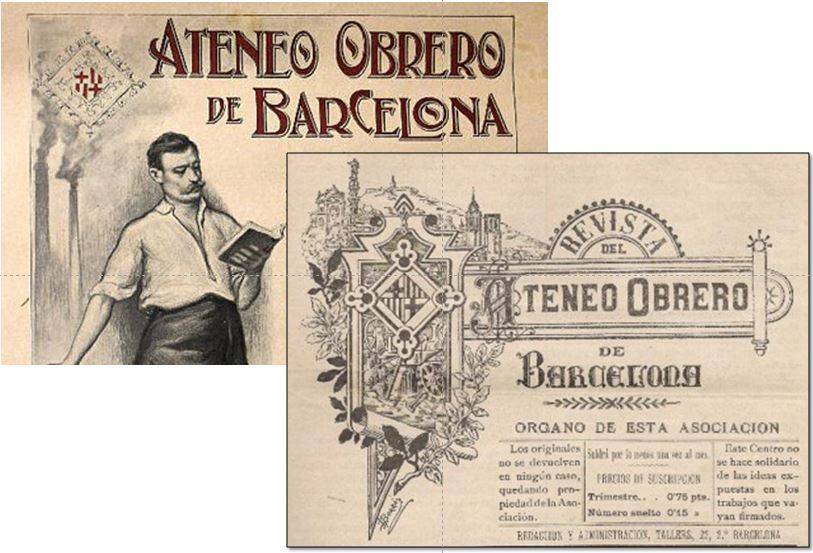 ATENEO OBRERO
DE BARCELONA
REVISTA
DEL
ATENEO OBRERO
DE
BARCELONA
ORGANO DE ESTA ASOCIACION
Los originales
no se devuelven
en ningún caso,
quedando pro-
piedad de la Aso-
ciación.
Saldrá por lo menos una vez al mes.
PRECIOS DE SUSCRIPCIÓN
Trimestre. . . 0'75 pts.
Número suelto 0'15 »
Este Centro no
se hace solidario
de las ideas ex-
puestas en los
trabajos que va-
yan firmados.
REDACCION Y ADMINISTRACION, TALLERS, 22, 2.° BARCELONA